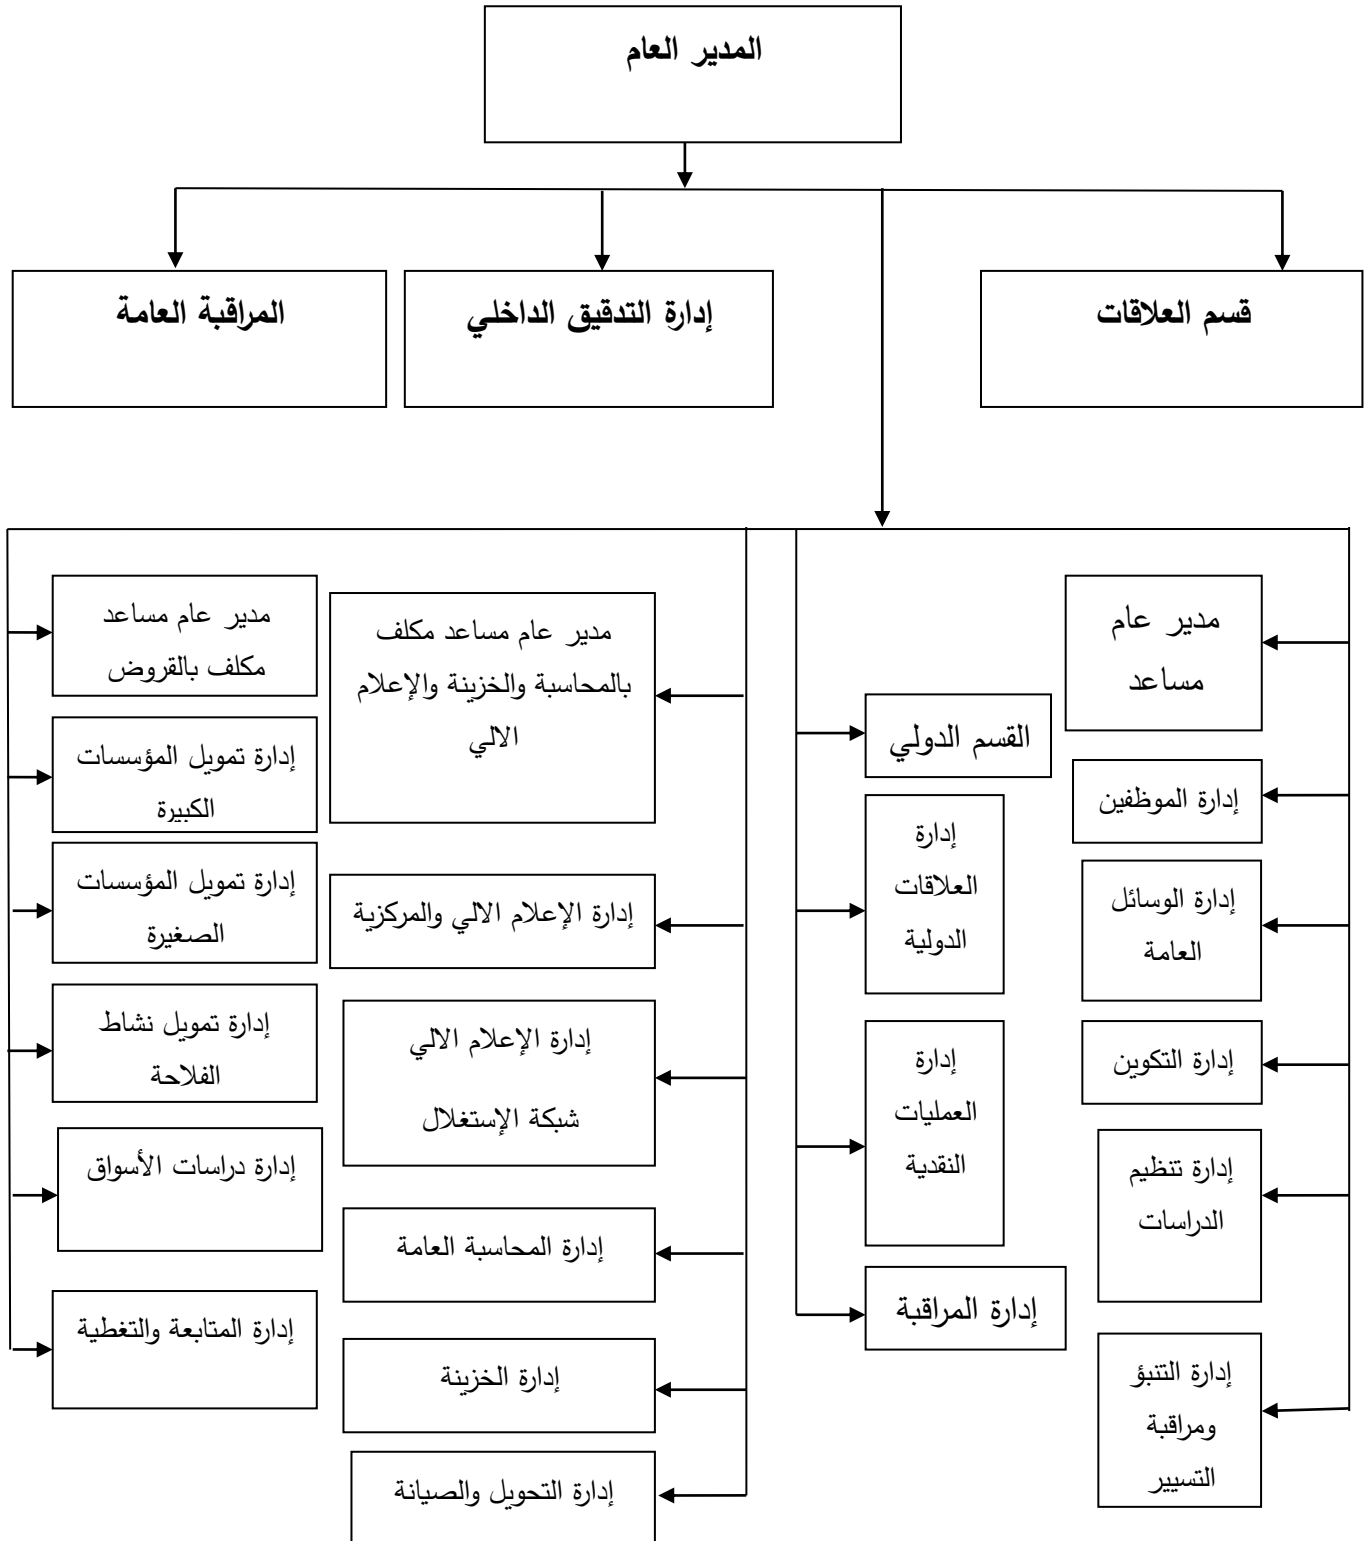 المدير العام
قسم العلاقات
إدارة التدقيق الداخلي
المراقبة العامة
مدير عام
مساعد
إدارة الموظفين
إدارة الوسائل
العامة
إدارة التكوين
إدارة تنظيم
الدراسات
إدارة التنبؤ
ومراقبة
التسيير
القسم الدولي
إدارة
العلاقات
الدولية
إدارة
العمليات
النقدية
إدارة المراقبة
مدير عام مساعد مكلف
بالمحاسبة والخزينة والإعلام
الالي
إدارة الإعلام الالي والمركزية
إدارة الإعلام الالي
شبكة الإستغلال
إدارة المحاسبة العامة
إدارة الخزينة
إدارة التحويل والصيانة
مدير عام مساعد
مكلف بالقروض
إدارة تمويل المؤسسات
الكبيرة
إدارة تمويل المؤسسات
الصغيرة
إدارة تمويل نشاط
الفلاحة
إدارة دراسات الأسواق
إدارة المتابعة والتغطية